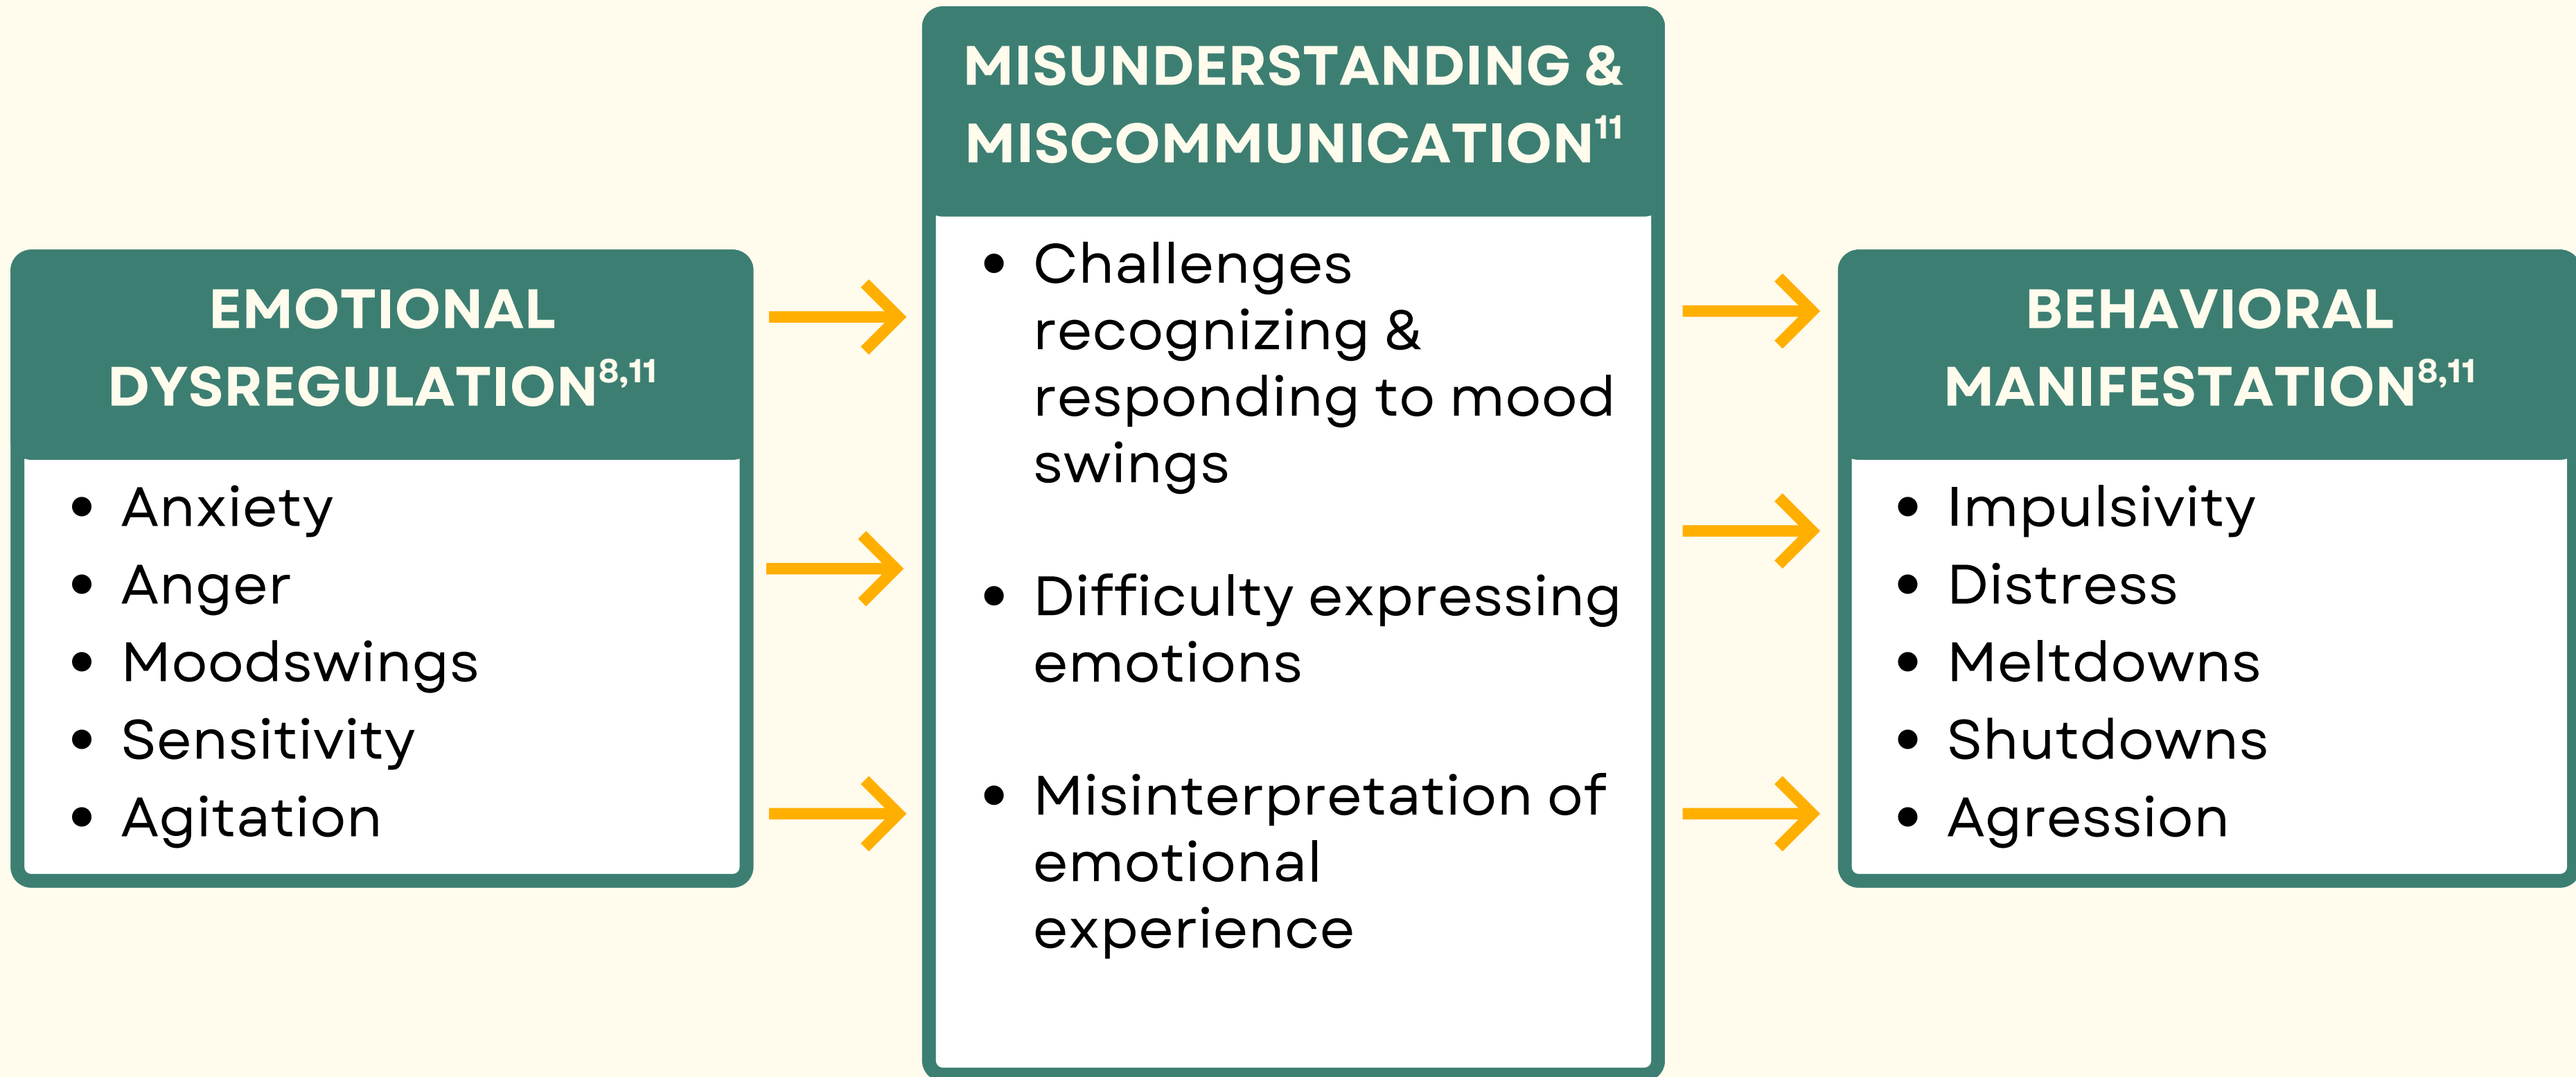 EMOTIONAL
DYSREGULATION⁸,¹¹
• Anxiety
• Anger
• Moodswings
• Sensitivity
• Agitation
MISUNDERSTANDING &
MISCOMMUNICATION¹¹
• Challenges
recognizing &
responding to mood
swings
• Difficulty expressing
emotions
• Misinterpretation of
emotional
experience
BEHAVIORAL
MANIFESTATION⁸,¹¹
• Impulsivity
• Distress
• Meltdowns
• Shutdowns
• Agression